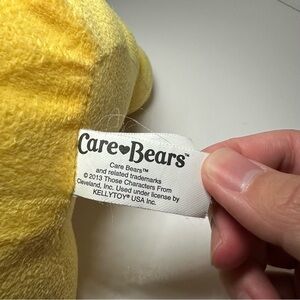 Care♥Bears™
Care Bears™
and related trademarks
© 2013 Those Characters From
Cleveland, Inc. Used under license by
KELLYTOY® USA Inc.